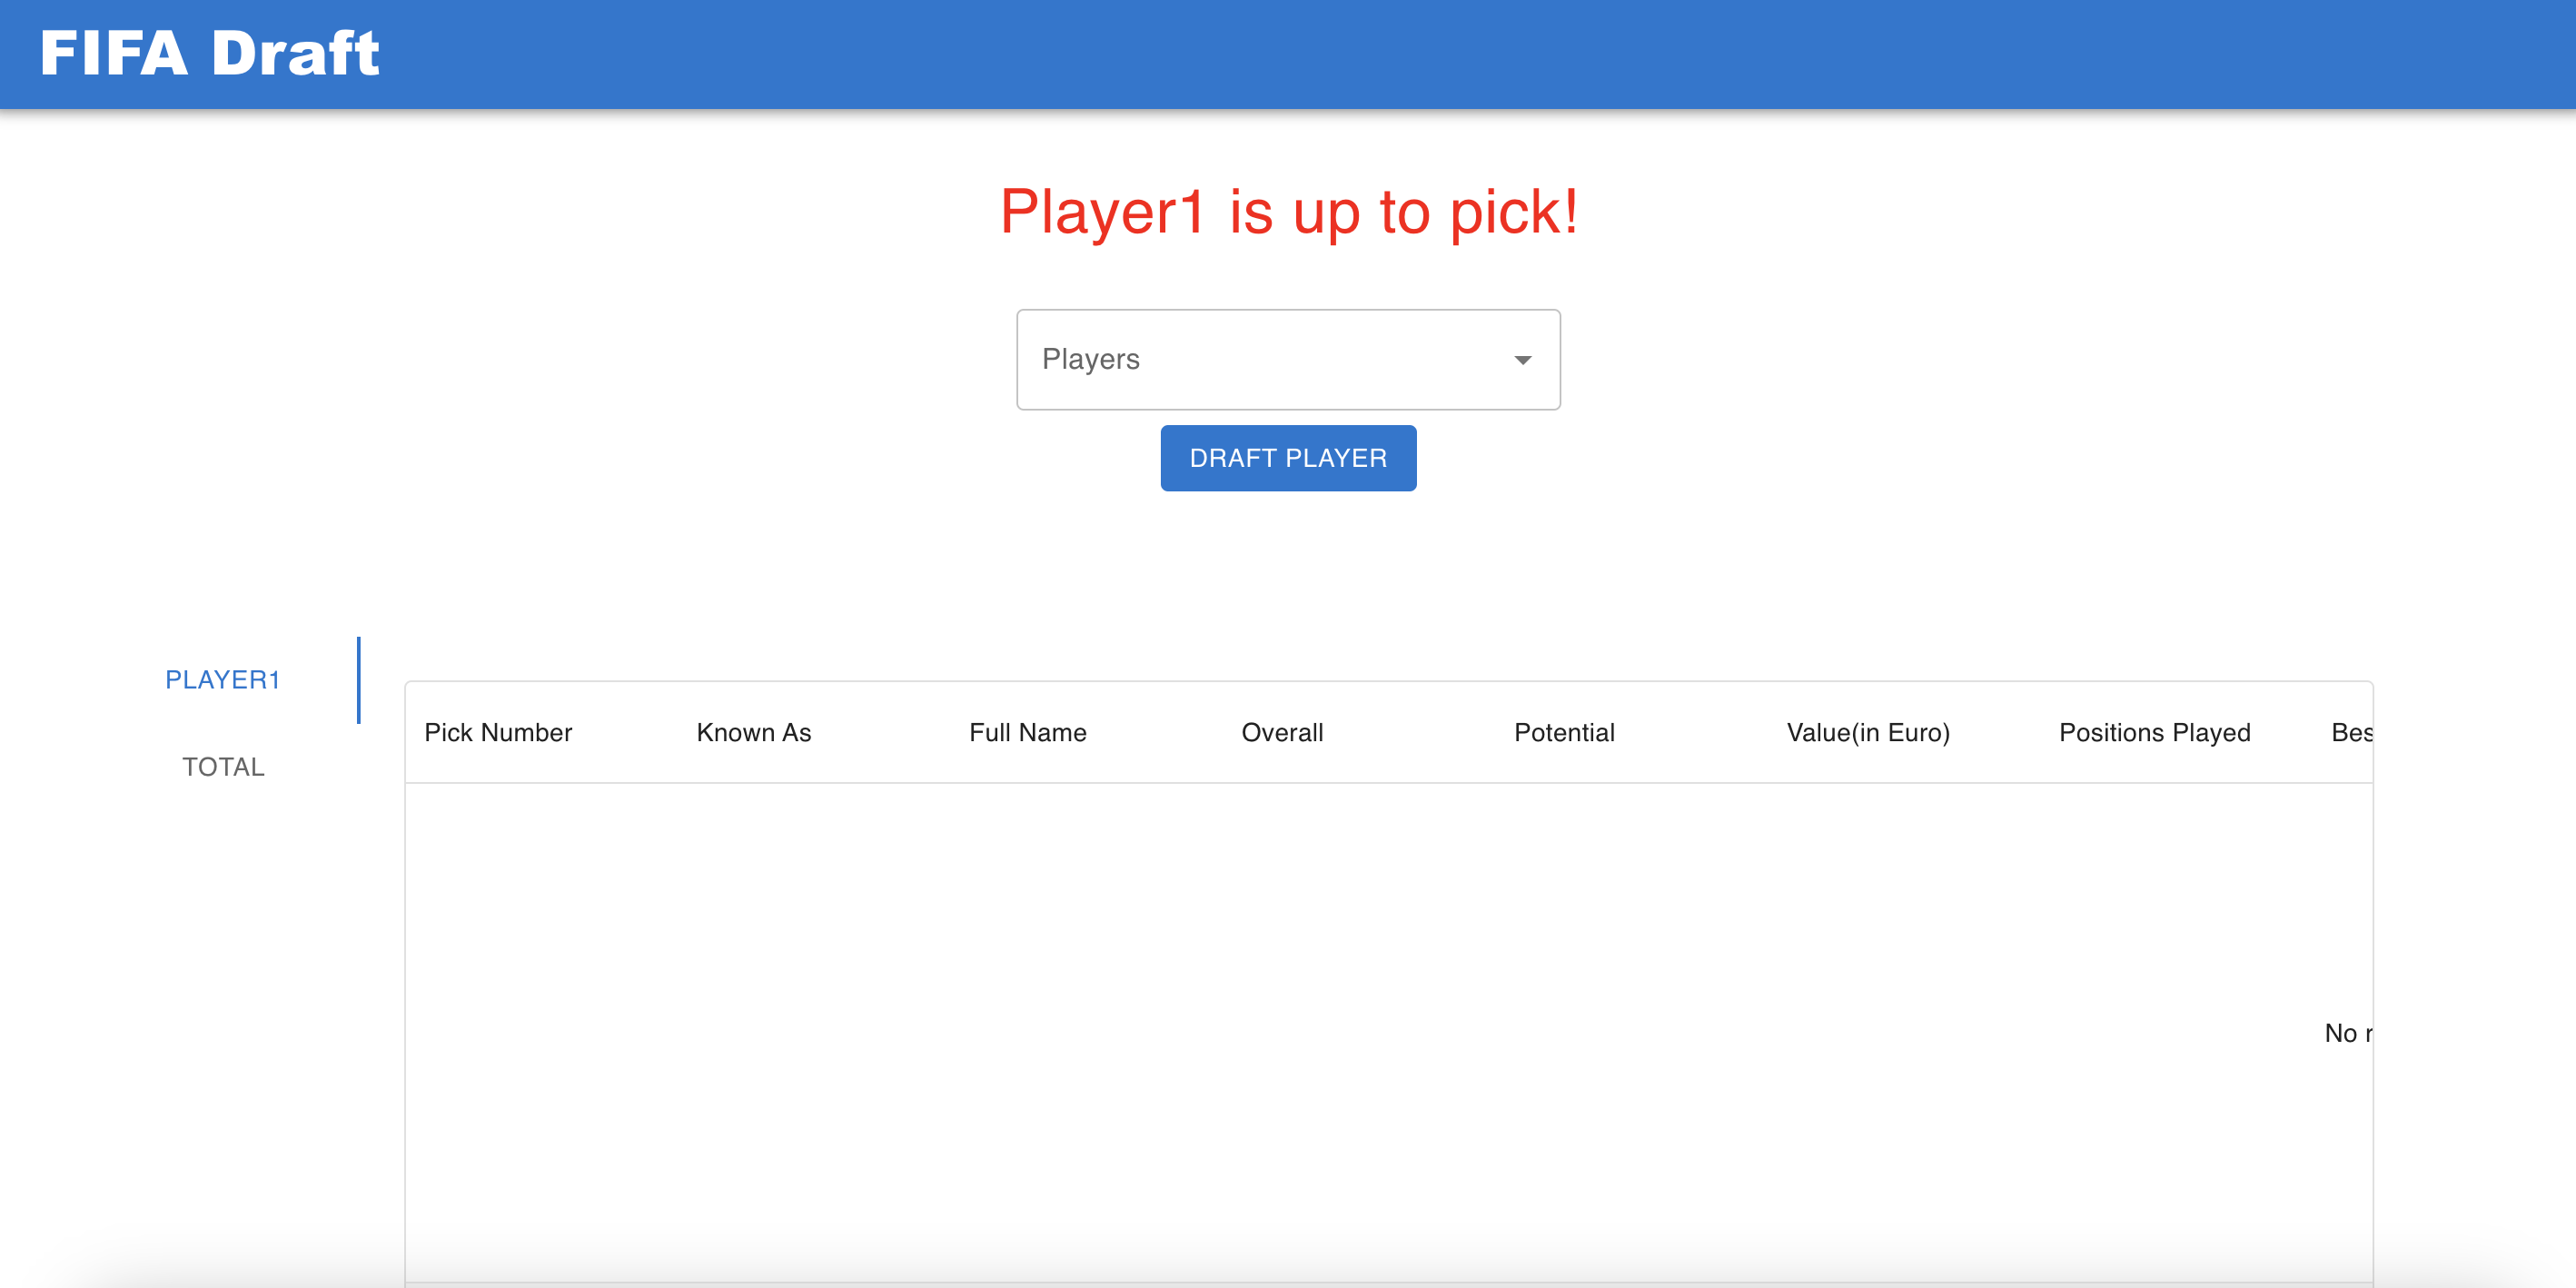 FIFA Draft
Player1 is up to pick!
Players
DRAFT PLAYER
PLAYER1
TOTAL
Pick Number Known As Full Name Overall Potential Value(in Euro) Positions Played Bes
No r